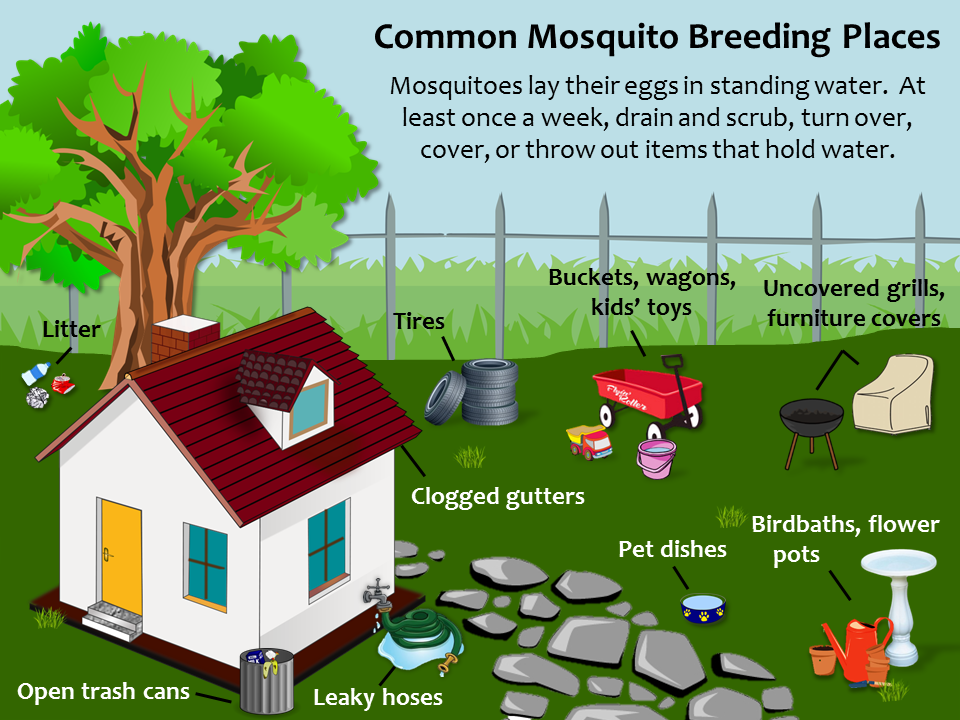 Common Mosquito Breeding Places
Mosquitoes lay their eggs in standing water. At
least once a week, drain and scrub, turn over,
cover, or throw out items that hold water.
Buckets, wagons,
kids’ toys
Uncovered grills,
furniture covers
Litter
Tires
Clogged gutters
Birdbaths, flower
pots
Pet dishes
Open trash cans
Leaky hoses